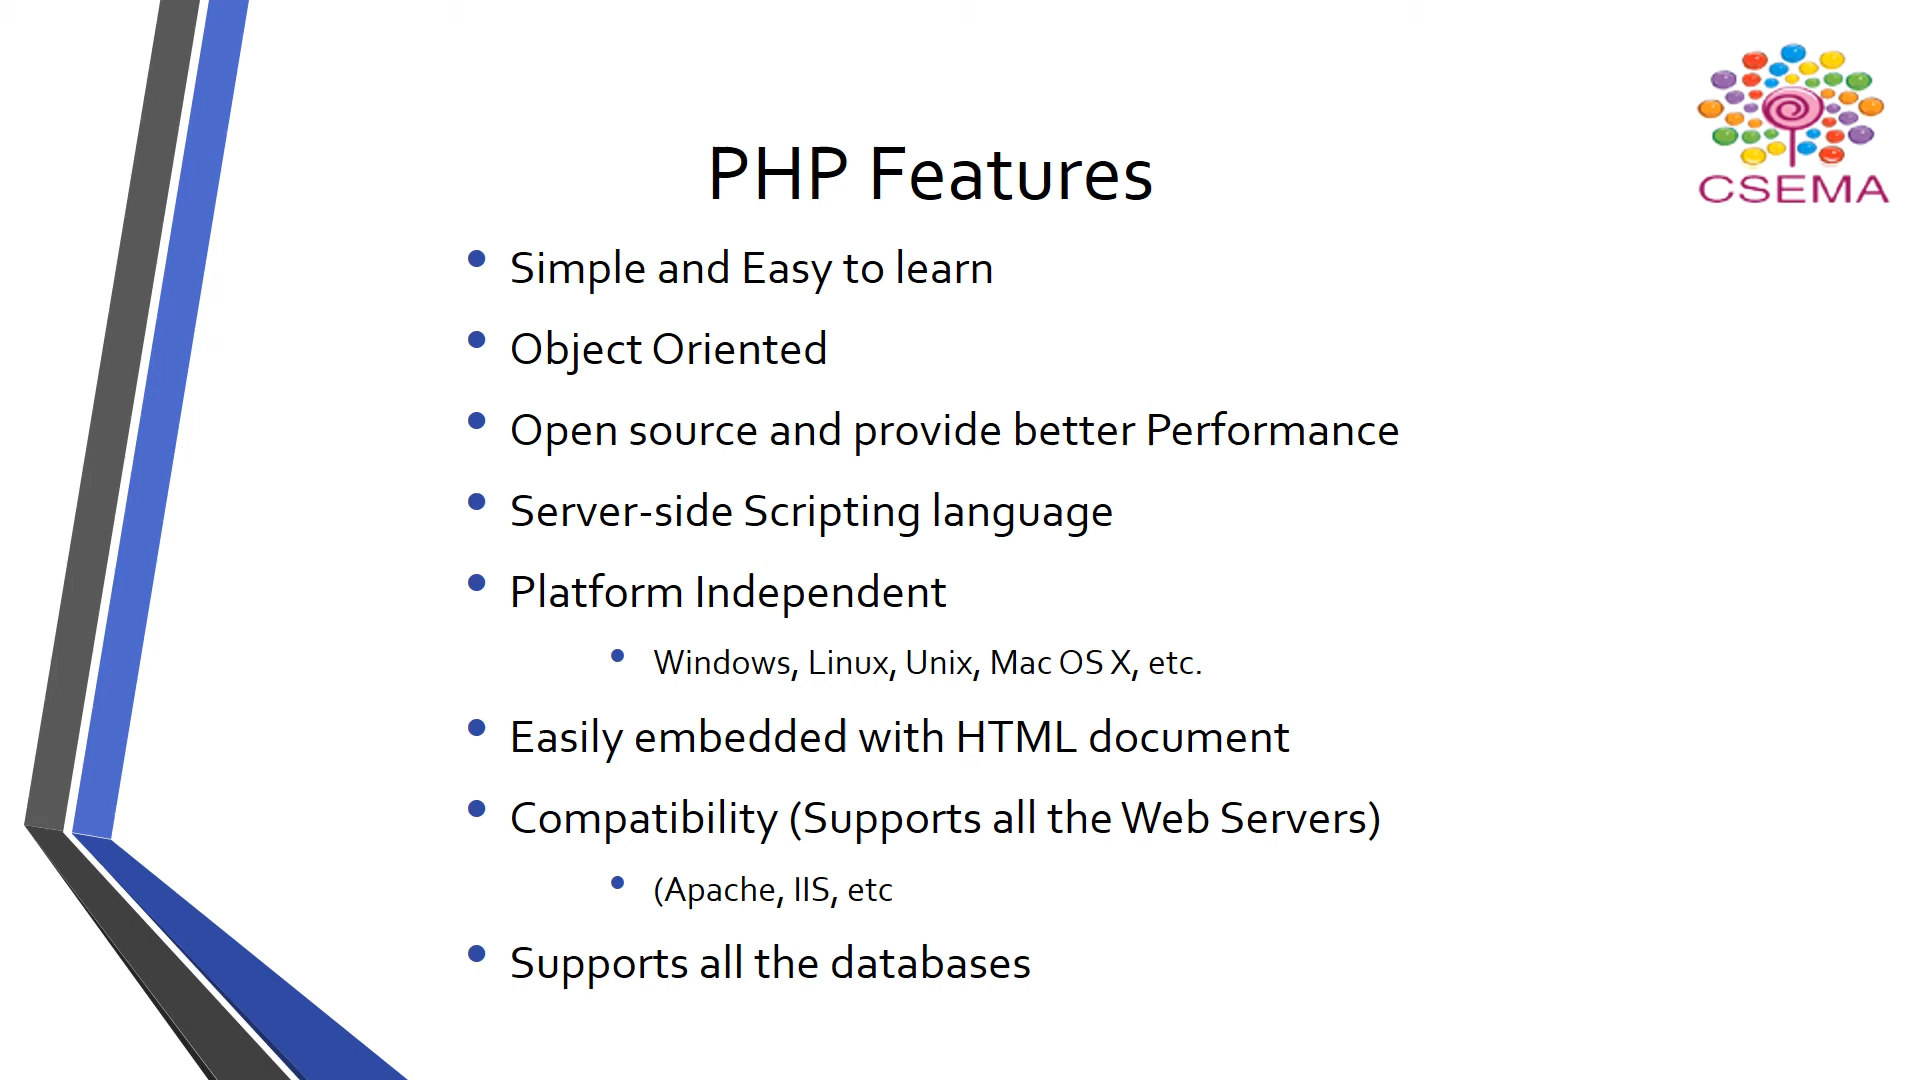 CSEMA
PHP Features
Simple and Easy to learn
Object Oriented
Open source and provide better Performance
Server-side Scripting language
Platform Independent
Windows, Linux, Unix, Mac OS X, etc.
Easily embedded with HTML document
Compatibility (Supports all the Web Servers)
(Apache, IIS, etc
Supports all the databases